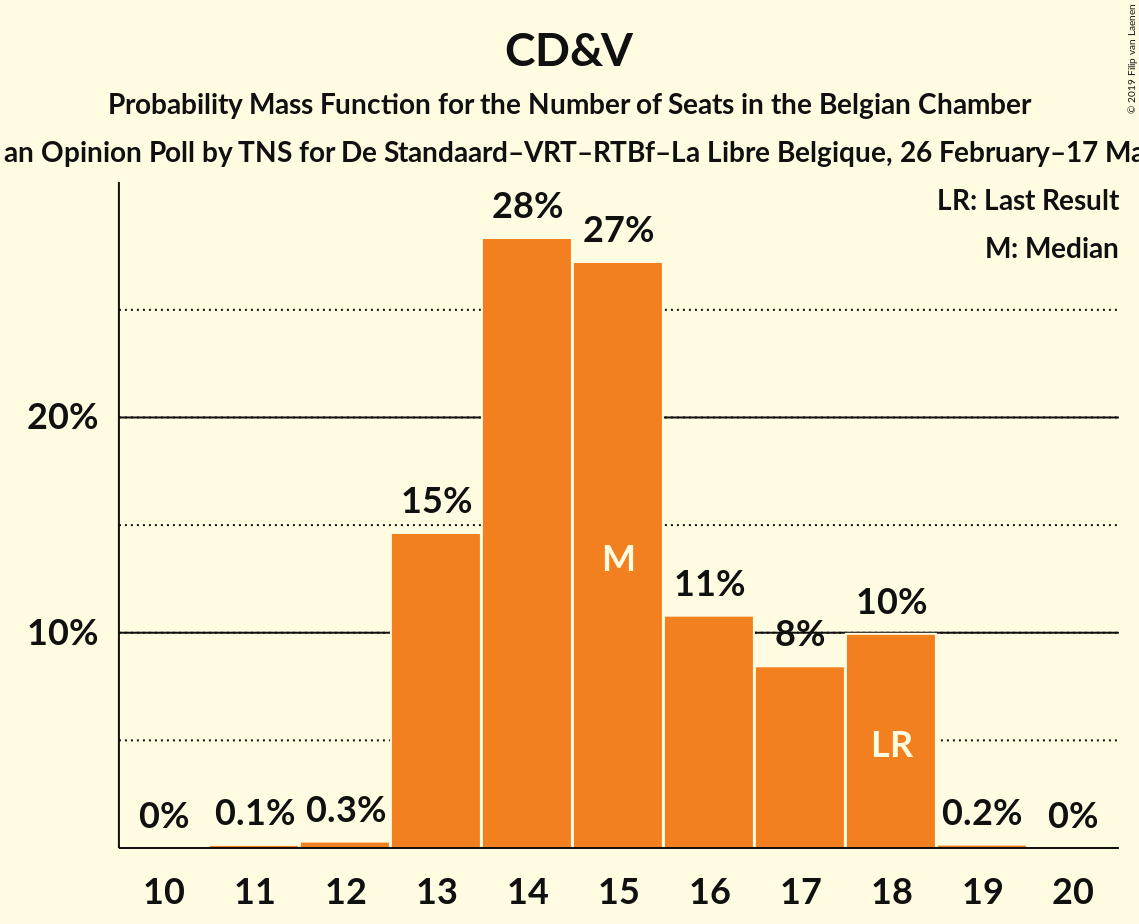 CD&V
Probability Mass Function for the Number of Seats in the Belgian Chamber
an Opinion Poll by TNS for De Standaard–VRT–RTBf–La Libre Belgique, 26 February–17
© 2019 Filip van Laenen
LR: Last Result
M: Median
28%
27%
20%
15%
M
11%
10%
10%
8%
LR
0%
0.1%
0.3%
0.2%
0%
10 11 12 13 14 15 16 17 18 19 20